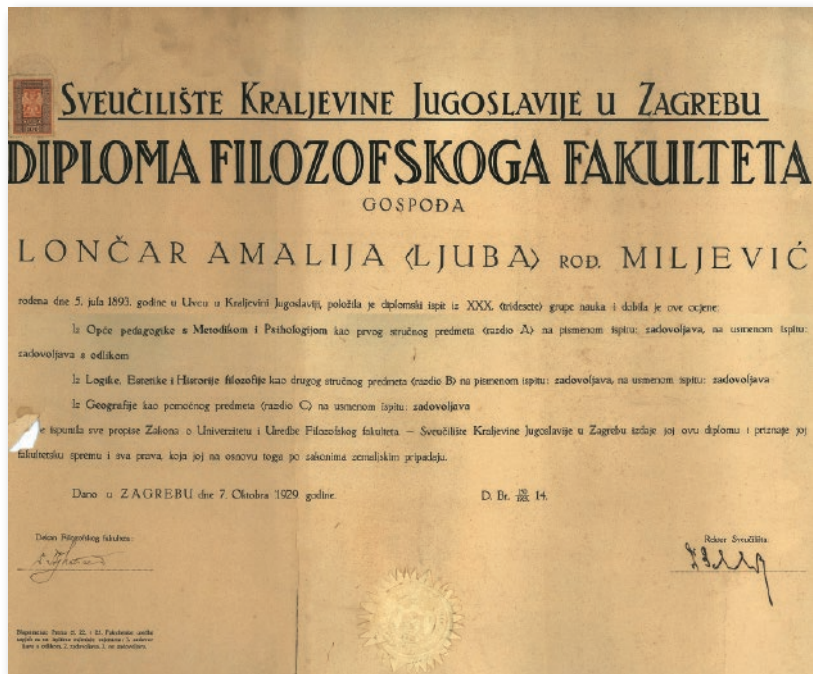 SVEUČILIŠTE KRALJEVINE JUGOSLAVIJE U ZAGREBU
DIPLOMA FILOZOFSKOGA FAKULTETA
GOSPOĐA
LONČAR AMALIJA (LJUBA) ROĐ. MILJEVIĆ
rođena dne 5. jula 1893. godine u Uvcu u Kraljevini Jugoslaviji, položila je diplomski ispit iz XXX. (tridesete) grupe nauka i dobila je ove ocjene:
Iz Opće pedagogike s Metodikom i Psihologijom kao prvog stručnog predmeta (razdio A) na pismenom ispitu: zadovoljava, na usmenom ispitu:
zadovoljava s odlikom
Iz Logike, Estetike i Historije filozofije kao drugog stručnog predmeta (razdio B) na pismenom ispitu: zadovoljava, na usmenom ispitu: zadovoljava
Iz Geografije kao pomoćnog predmeta (razdio C) na usmenom ispitu: zadovoljava
je ispunila sve propise Zakona o Univerzitetu i Uredbe Filozofskog fakulteta — Sveučilište Kraljevine Jugoslavije u Zagrebu izdaje joj ovu diplomu i priznaje joj
fakultetsku spremu i sva prava, koja joj na osnovu toga po zakonima zemaljskim pripadaju.
Dano u ZAGREBU dne 7. Oktobra 1929 godine.
D. Br. 14.
Dekan Filozofskog fakulteta:
Rektor Sveučilišta: